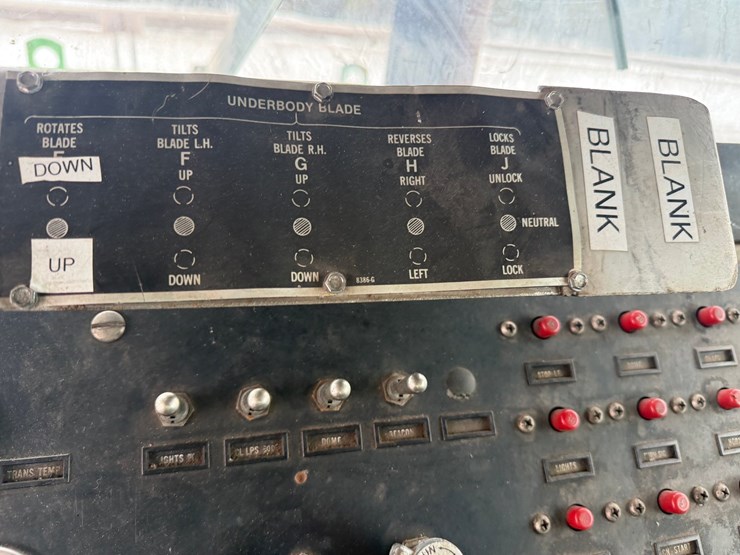 UNDERBODY BLADE
ROTATES
BLADE
DOWN
UP
TILTS
BLADE L.H.
F
UP
DOWN
TILTS
BLADE R.H.
G
UP
DOWN
REVERSES
BLADE
H
RIGHT
LEFT
LOCKS
BLADE
J
UNLOCK
NEUTRAL
LOCK
6386-G
BLANK
BLANK
DOME
BEACON
TRANS TEMP
LIGHTS